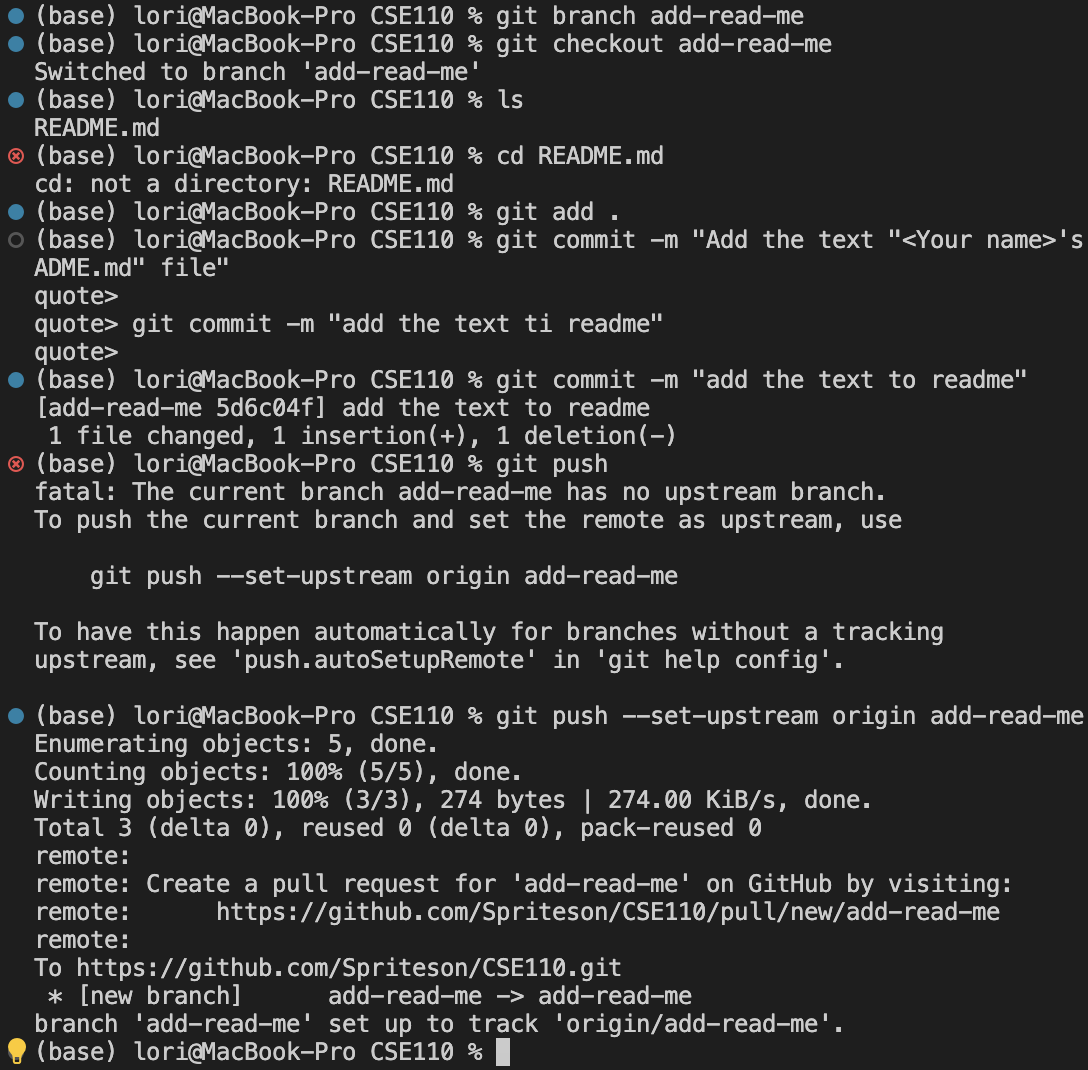 (base) lori@MacBook-Pro CSE110 % git branch add-read-me
(base) lori@MacBook-Pro CSE110 % git checkout add-read-me
Switched to branch 'add-read-me'
(base) lori@MacBook-Pro CSE110 % ls
README.md
(base) lori@MacBook-Pro CSE110 % cd README.md
cd: not a directory: README.md
(base) lori@MacBook-Pro CSE110 % git add .
(base) lori@MacBook-Pro CSE110 % git commit -m "Add the text "<Your name>'s
ADME.md" file"
quote>
quote> git commit -m "add the text ti readme"
quote>
(base) lori@MacBook-Pro CSE110 % git commit -m "add the text to readme"
[add-read-me 5d6c04f] add the text to readme
 1 file changed, 1 insertion(+), 1 deletion(-)
(base) lori@MacBook-Pro CSE110 % git push
fatal: The current branch add-read-me has no upstream branch.
To push the current branch and set the remote as upstream, use
    git push --set-upstream origin add-read-me
To have this happen automatically for branches without a tracking
upstream, see 'push.autoSetupRemote' in 'git help config'.
(base) lori@MacBook-Pro CSE110 % git push --set-upstream origin add-read-me
Enumerating objects: 5, done.
Counting objects: 100% (5/5), done.
Writing objects: 100% (3/3), 274 bytes | 274.00 KiB/s, done.
Total 3 (delta 0), reused 0 (delta 0), pack-reused 0
remote:
remote: Create a pull request for 'add-read-me' on GitHub by visiting:
remote:      https://github.com/Spriteson/CSE110/pull/new/add-read-me
remote:
To https://github.com/Spriteson/CSE110.git
 * [new branch]      add-read-me -> add-read-me
branch 'add-read-me' set up to track 'origin/add-read-me'.
(base) lori@MacBook-Pro CSE110 %